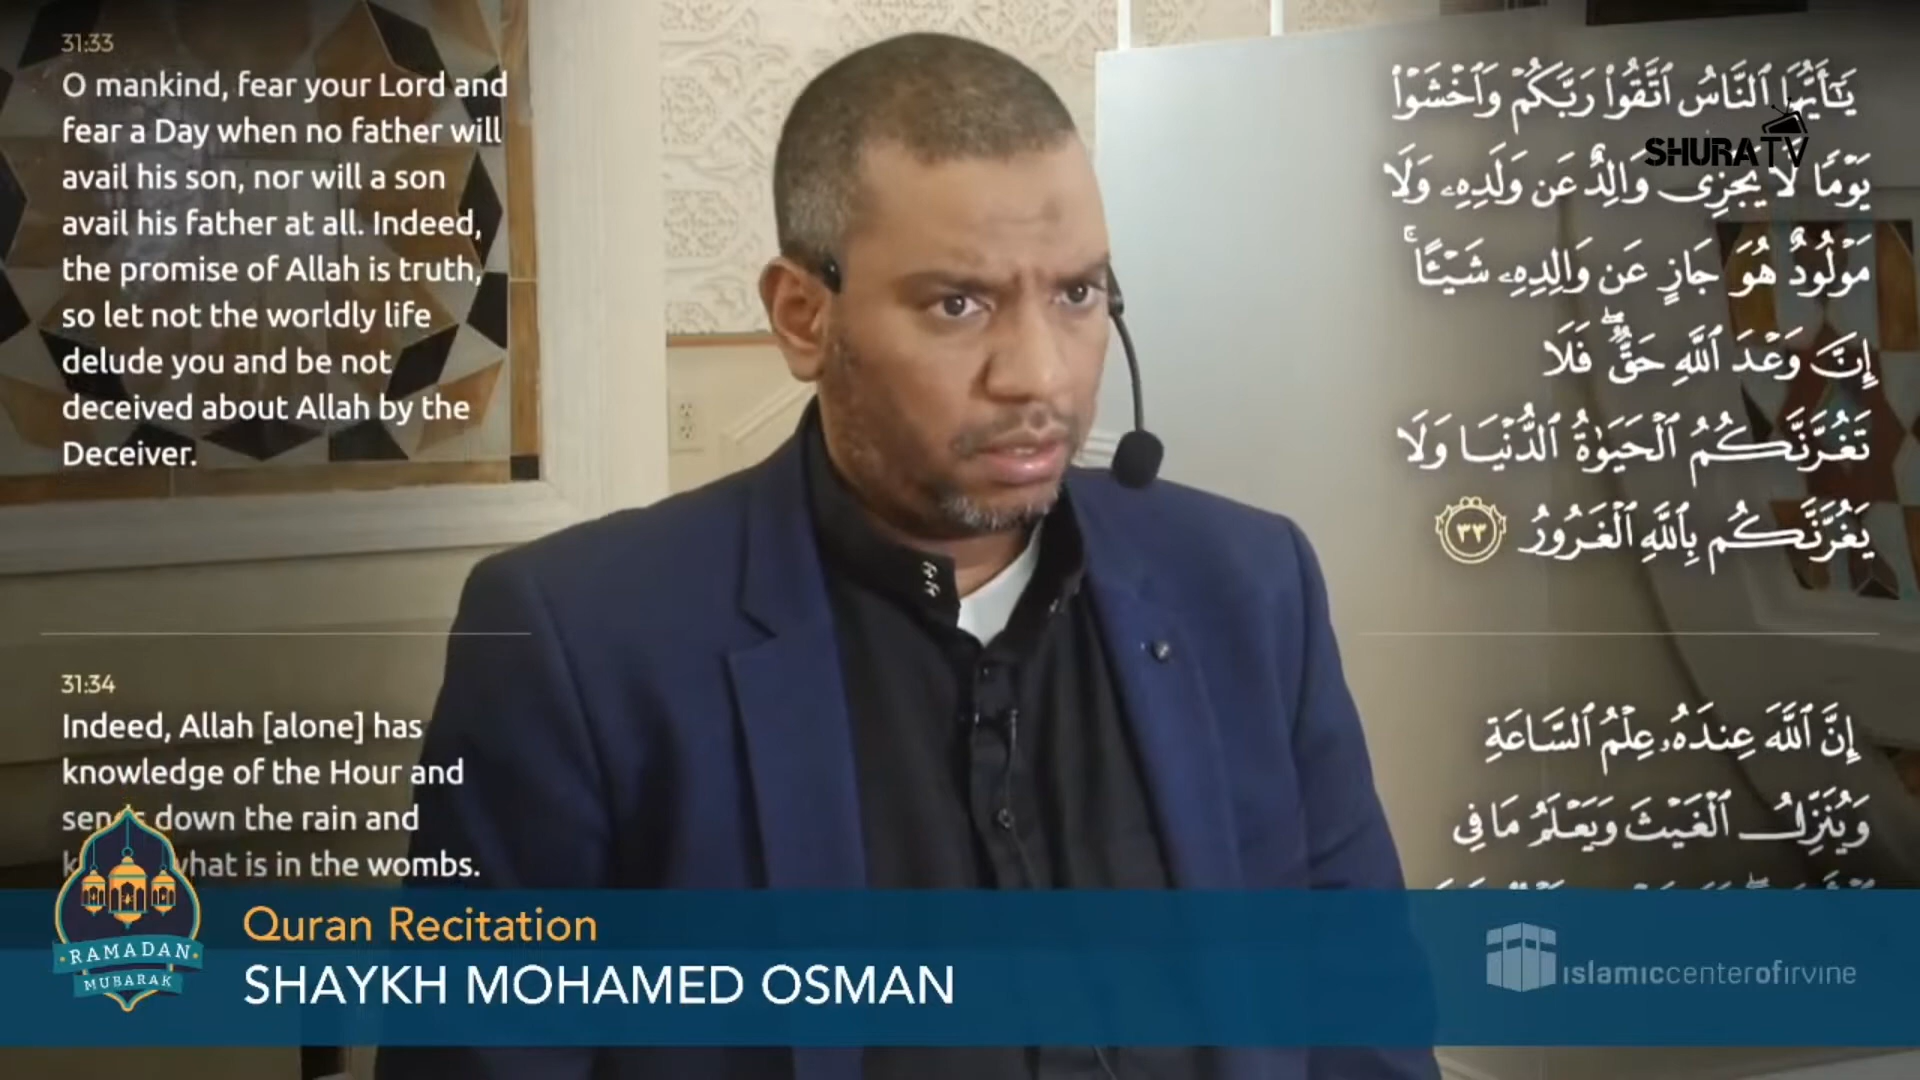 31:33
O mankind, fear your Lord and
fear a Day when no father will
avail his son, nor will a son
avail his father at all. Indeed,
the promise of Allah is truth,
so let not the worldly life
delude you and be not
deceived about Allah by the
Deceiver.
31:34
Indeed, Allah [alone] has
knowledge of the Hour and
sends down the rain and
what is in the wombs.
يَٰٓأَيُّهَا ٱلنَّاسُ ٱتَّقُوا۟ رَبَّكُمْ وَٱخْشَوْا۟
يَوْمًا لَّا يَجْزِى وَالِدٌ عَن وَلَدِهِۦ وَلَا
مَوْلُودٌ هُوَ جَازٍ عَن وَالِدِهِۦ شَيْـًٔا ۚ
إِنَّ وَعْدَ ٱللَّهِ حَقٌّ ۖ فَلَا
تَغُرَّنَّكُمُ ٱلْحَيَوٰةُ ٱلدُّنْيَا وَلَا
يَغُرَّنَّكُم بِٱللَّهِ ٱلْغَرُورُ ٣٣
إِنَّ ٱللَّهَ عِندَهُۥ عِلْمُ ٱلسَّاعَةِ
وَيُنَزِّلُ ٱلْغَيْثَ وَيَعْلَمُ مَا فِى
SHURATV
Quran Recitation
SHAYKH MOHAMED OSMAN
RAMADAN
MUBARAK
islamiccenterofirvine